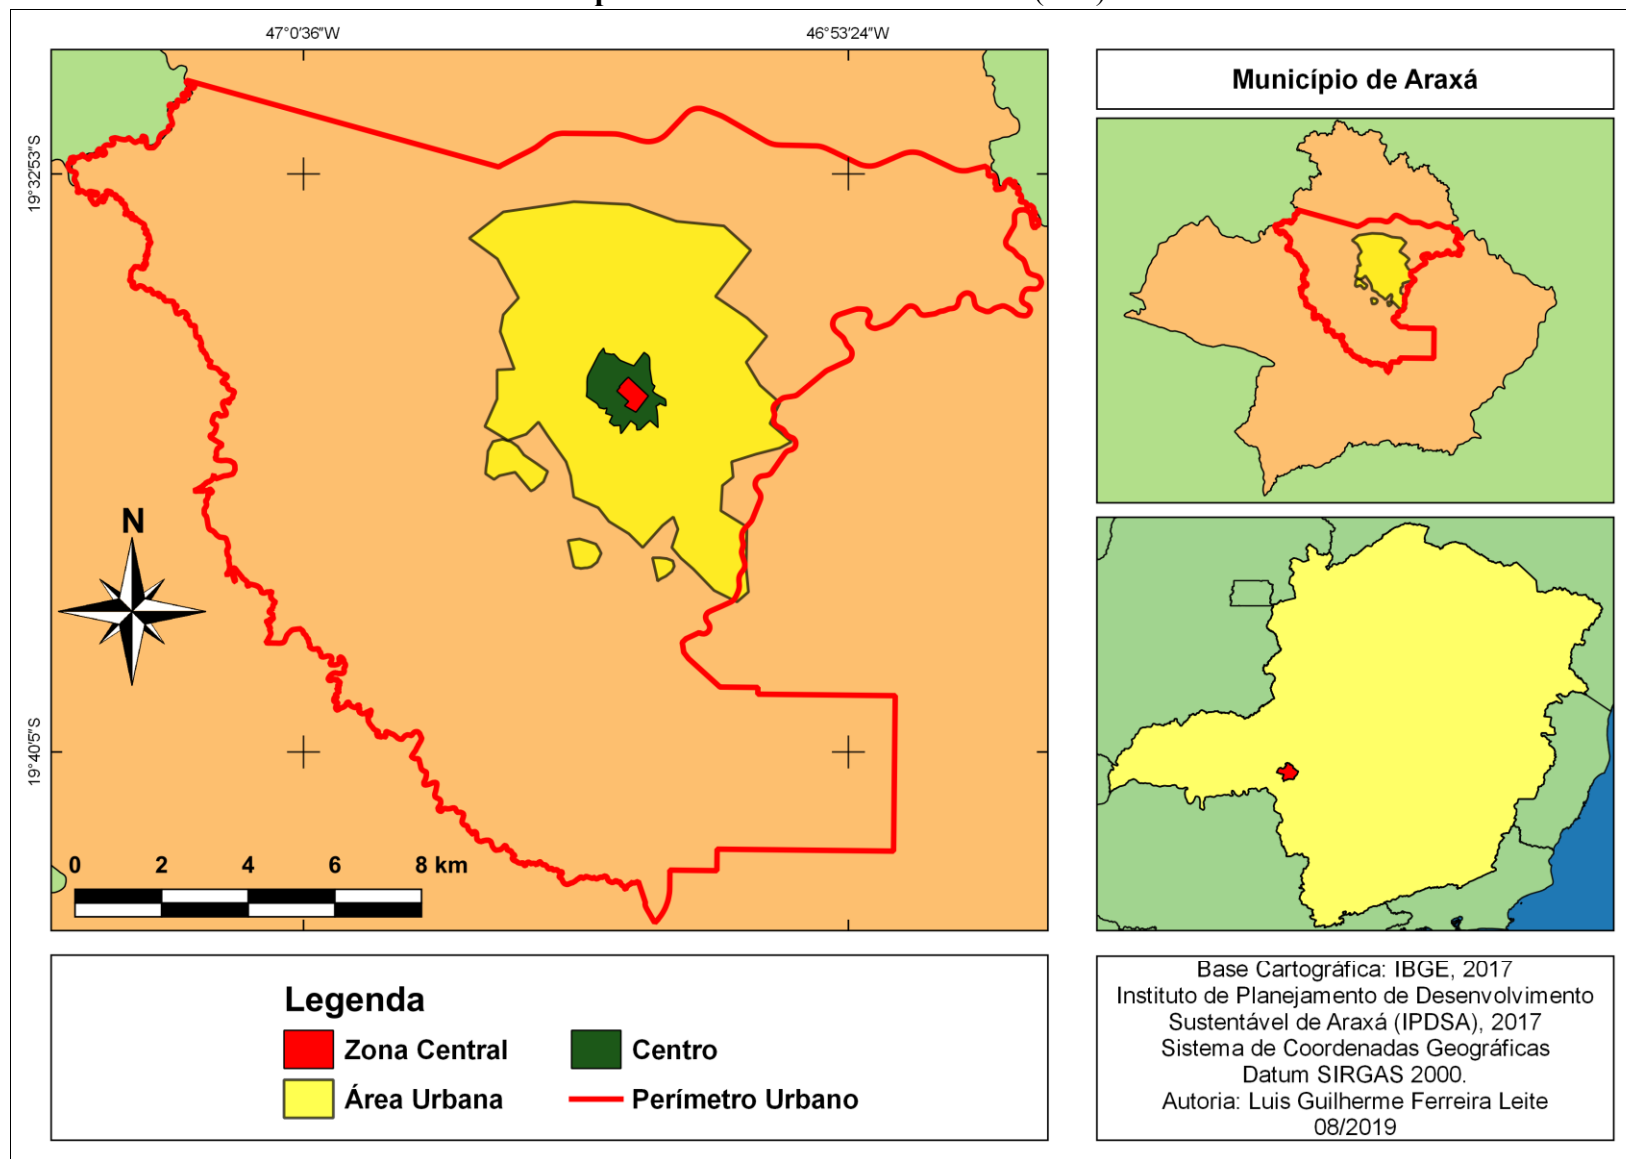 47°0'36"W
46°53'24"W
19°32'53"S
19°40'5"S
N
0 2 4 6 8 km
Município de Araxá
Legenda
Zona Central
Centro
Área Urbana
Perímetro Urbano
Base Cartográfica: IBGE, 2017
Instituto de Planejamento de Desenvolvimento
Sustentável de Araxá (IPDSA), 2017
Sistema de Coordenadas Geográficas
Datum SIRGAS 2000.
Autoria: Luis Guilherme Ferreira Leite
08/2019